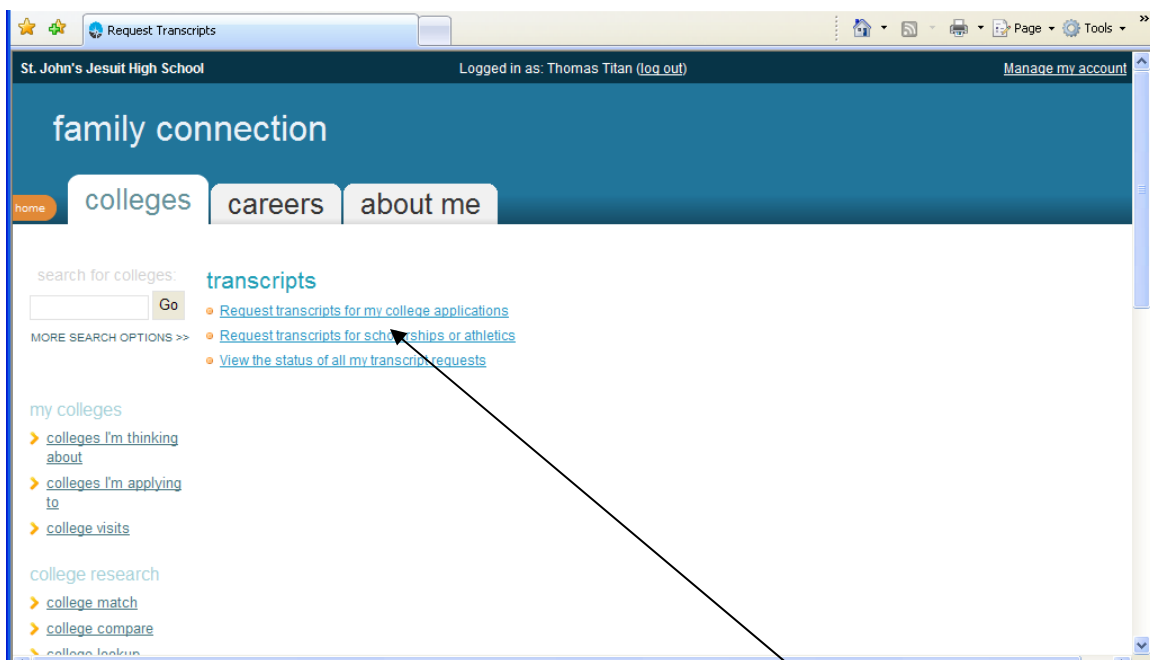 Request Transcripts
Page
Tools
»
St. John's Jesuit High School
Logged in as: Thomas Titan (log out)
Manage my account
family connection
home
colleges
careers
about me
search for colleges:
Go
MORE SEARCH OPTIONS >>
transcripts
Request transcripts for my college applications
Request transcripts for scholarships or athletics
View the status of all my transcript requests
my colleges
colleges I'm thinking
about
colleges I'm applying
to
college visits
college research
college match
college compare
college lookup